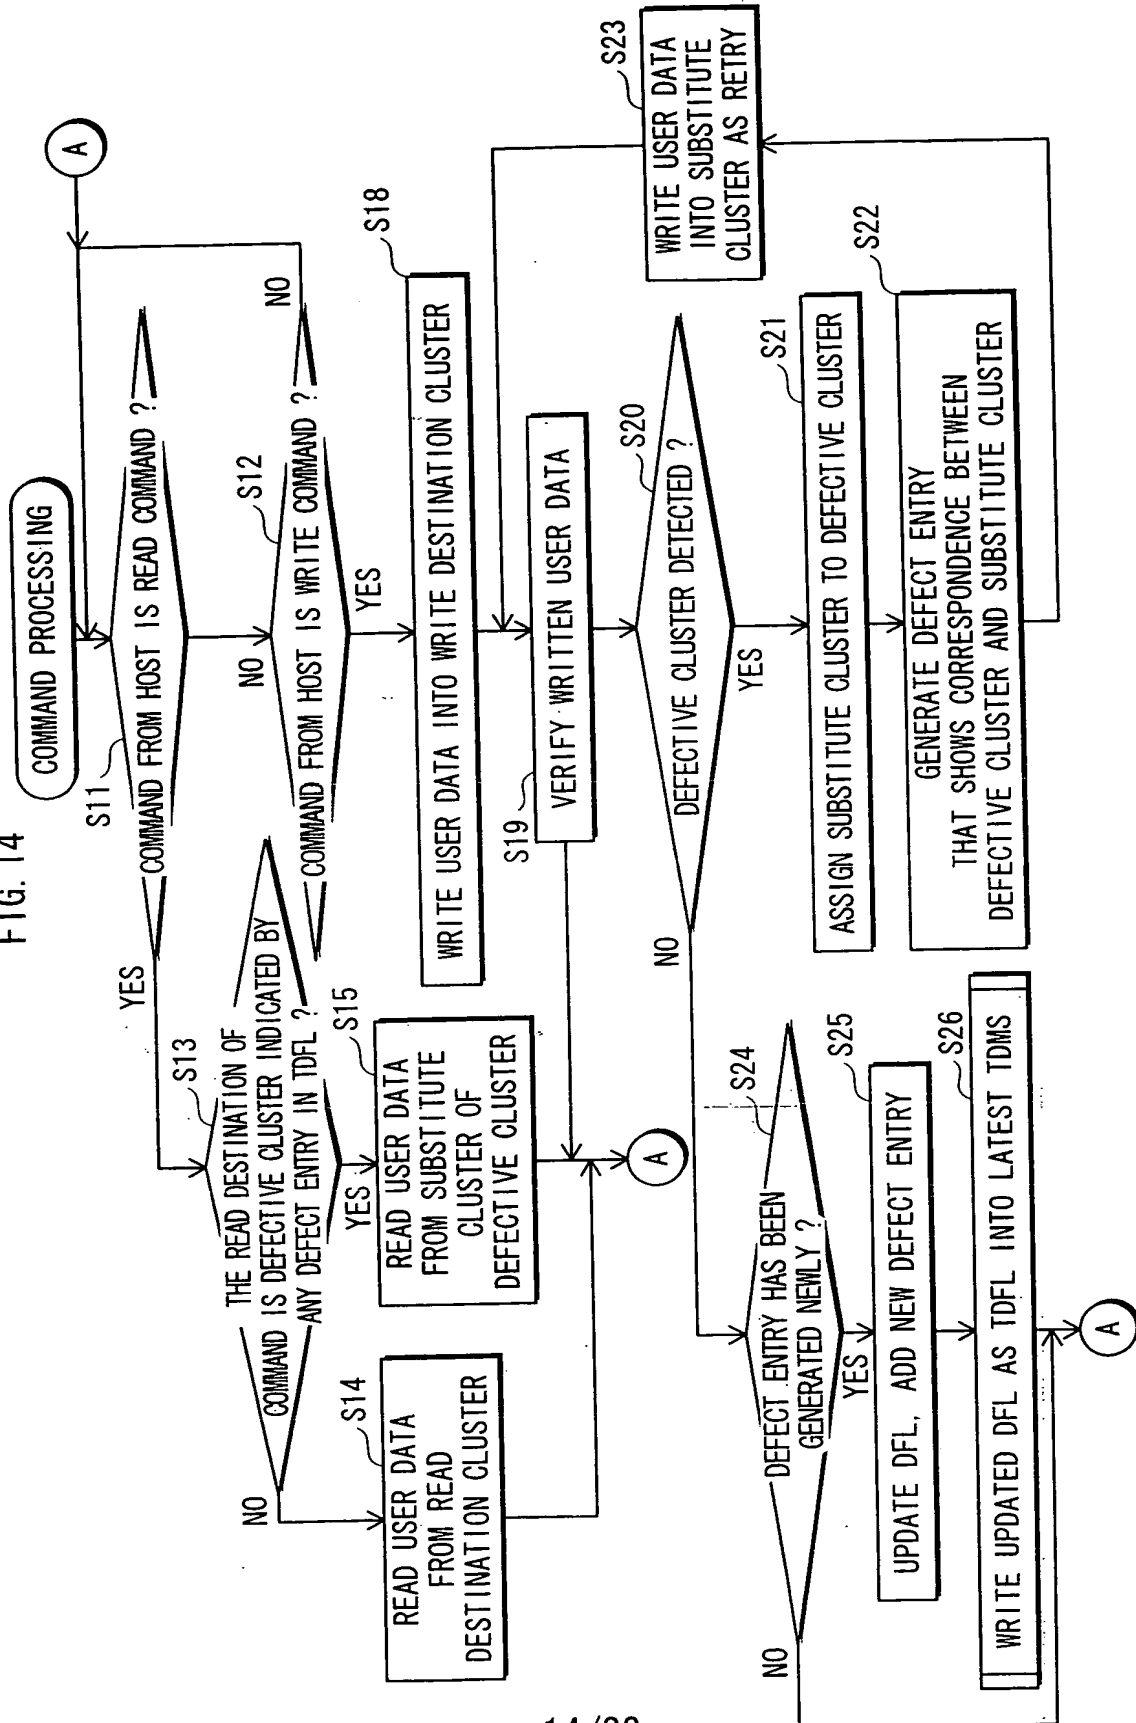 FIG. 14
COMMAND PROCESSING
A
S11
COMMAND FROM HOST IS READ COMMAND ?
YES
NO
S12
COMMAND FROM HOST IS WRITE COMMAND ?
NO
YES
S13
THE READ DESTINATION OF
COMMAND IS DEFECTIVE CLUSTER INDICATED BY
ANY DEFECT ENTRY IN TDFL ?
NO
YES
S14
READ USER DATA
FROM READ
DESTINATION CLUSTER
S15
READ USER DATA
FROM SUBSTITUTE
CLUSTER OF
DEFECTIVE CLUSTER
A
S18
WRITE USER DATA INTO WRITE DESTINATION CLUSTER
S19
VERIFY WRITTEN USER DATA
S20
DEFECTIVE CLUSTER DETECTED ?
NO
YES
S21
ASSIGN SUBSTITUTE CLUSTER TO DEFECTIVE CLUSTER
S22
GENERATE DEFECT ENTRY
THAT SHOWS CORRESPONDENCE BETWEEN
DEFECTIVE CLUSTER AND SUBSTITUTE CLUSTER
S23
WRITE USER DATA
INTO SUBSTITUTE
CLUSTER AS RETRY
S24
DEFECT ENTRY HAS BEEN
GENERATED NEWLY ?
NO
YES
S25
UPDATE DFL, ADD NEW DEFECT ENTRY
S26
WRITE UPDATED DFL AS TDFL INTO LATEST TDMS
A